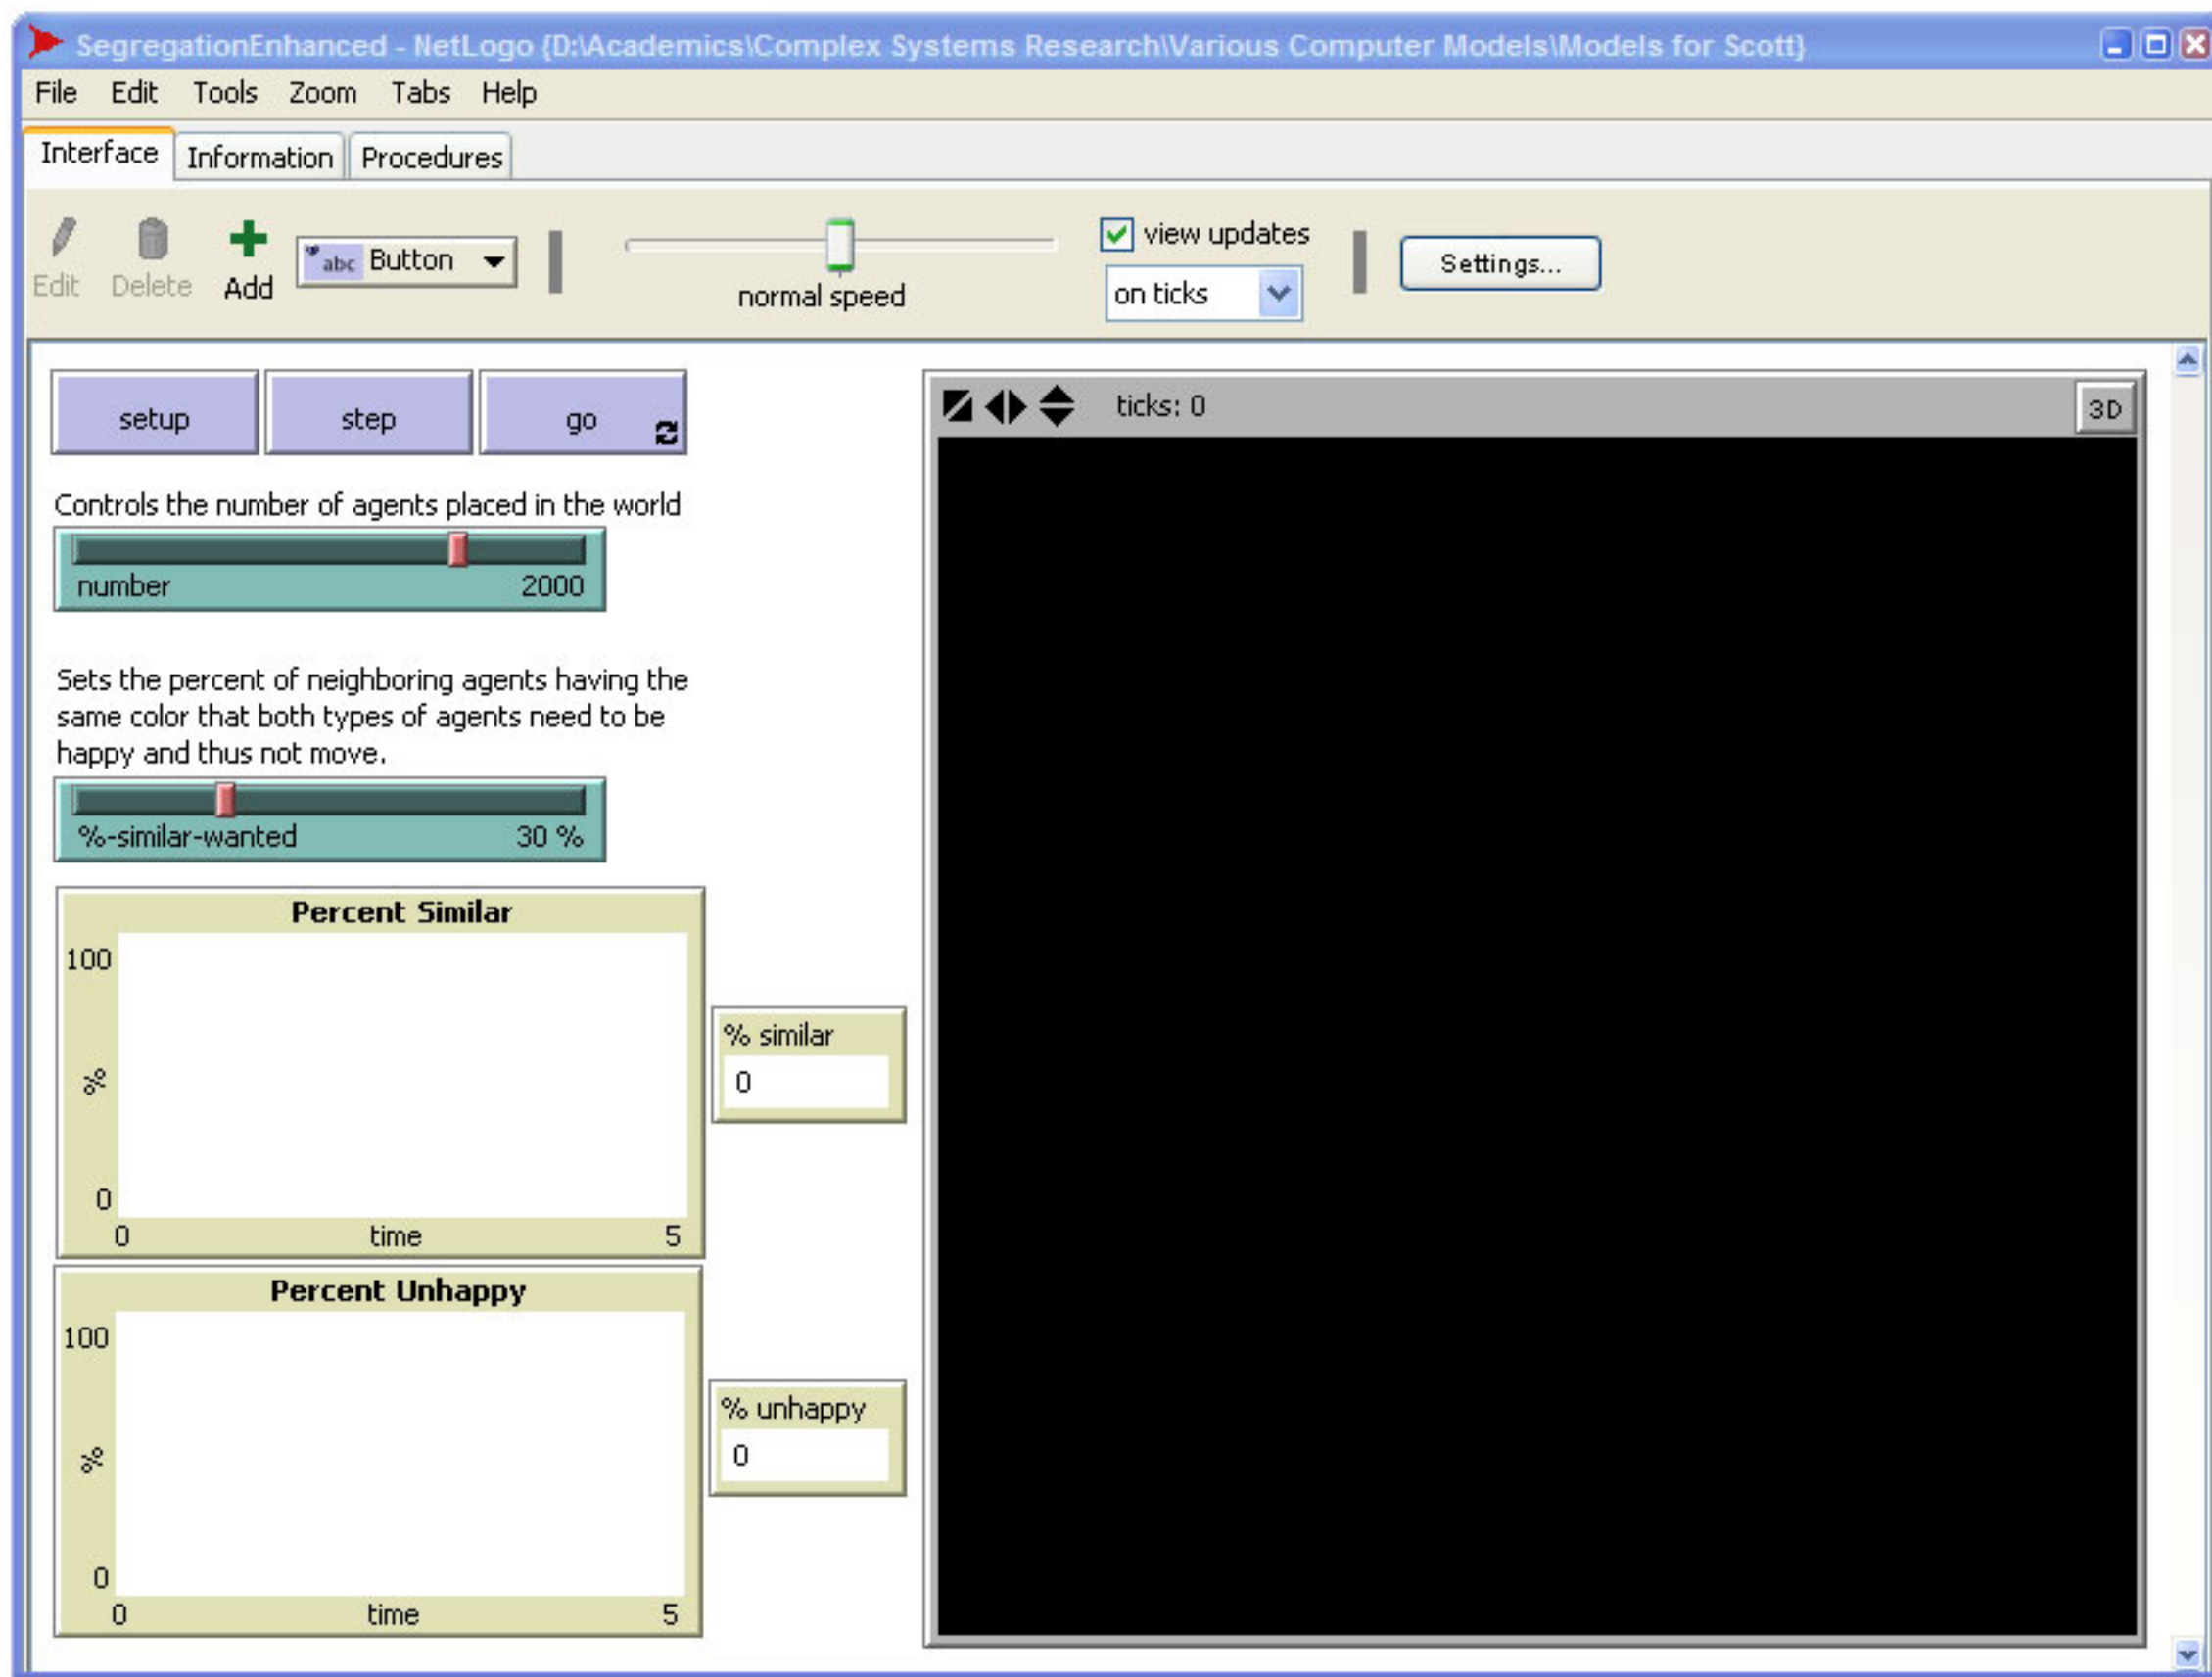 SegregationEnhanced - NetLogo {D:\Academics\Complex Systems Research\Various Computer Models\Models for Scott}
File Edit Tools Zoom Tabs Help
Interface Information Procedures
Edit Delete Add abc Button normal speed view updates on ticks Settings...
setup step go
Controls the number of agents placed in the world
number 2000
Sets the percent of neighboring agents having the
same color that both types of agents need to be
happy and thus not move.
%-similar-wanted 30 %
Percent Similar
100
%
0
0 time 5
% similar
0
Percent Unhappy
100
%
0
0 time 5
% unhappy
0
ticks: 0 3D